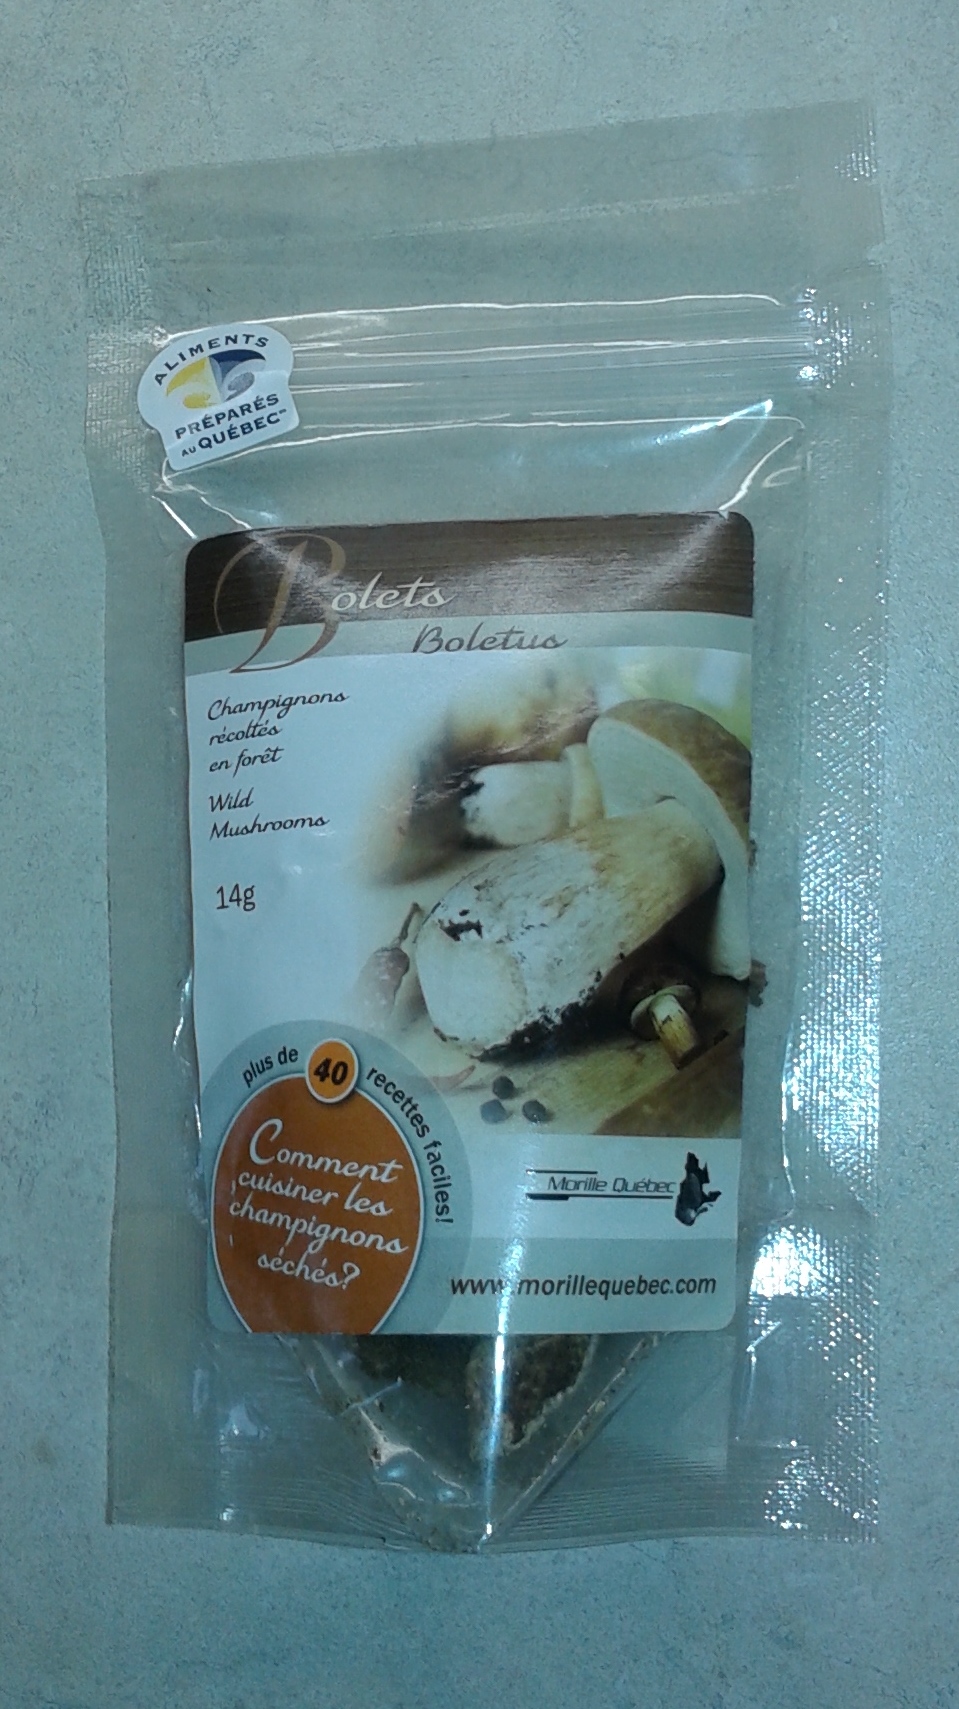 ALIMENTS
PRÉPARÉS
AU QUÉBEC
Bolets
Boletus
Champignons
récoltés
en forêt
Wild
Mushrooms
14g
plus de 40 recettes faciles!
Comment
cuisiner les
champignons
séchés?
Morille Québec
www.morillequebec.com